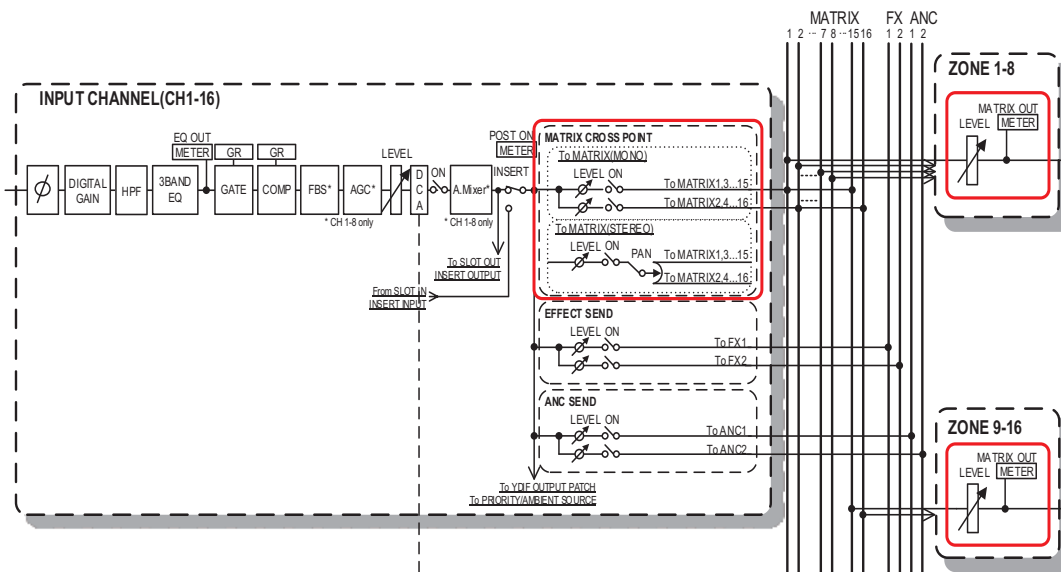 MATRIX FX ANC
1 2 ··· 7 8 ··· 15 16 1 2 1 2
ZONE 1-8
MATRIX OUT
LEVEL METER
INPUT CHANNEL(CH1-16)
EQ OUT
METER GR GR
LEVEL
POST ON
METER
DIGITAL GAIN
HPF
3BAND EQ
GATE
COMP
FBS*
AGC*
DCA
ON
A.Mixer*
INSERT
* CH 1-8 only
* CH 1-8 only
To SLOT OUT
INSERT OUTPUT
From SLOT IN
INSERT INPUT
MATRIX CROSS POINT
To MATRIX(MONO)
LEVEL ON
To MATRIX1,3...15
To MATRIX2,4...16
To MATRIX(STEREO)
LEVEL ON PAN
To MATRIX1,3...15
To MATRIX2,4...16
EFFECT SEND
LEVEL ON
To FX1
To FX2
ANC SEND
LEVEL ON
To ANC1
To ANC2
To YDIF OUTPUT PATCH
To PRIORITY/AMBIENT SOURCE
ZONE 9-16
MATRIX OUT
LEVEL METER